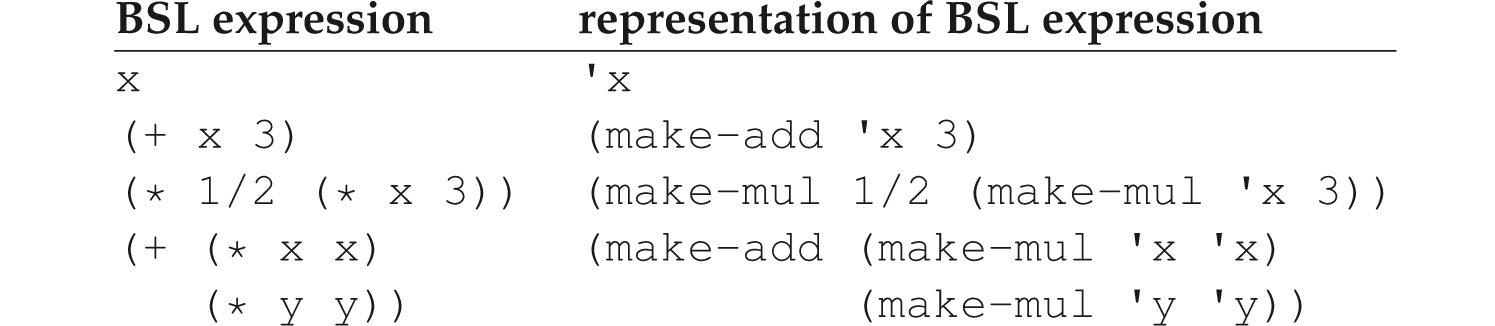 BSL expression representation of BSL expression
x 'x
(+ x 3) (make-add 'x 3)
(* 1/2 (* x 3)) (make-mul 1/2 (make-mul 'x 3))
(+ (* x x) (make-add (make-mul 'x 'x)
(* y y)) (make-mul 'y 'y))